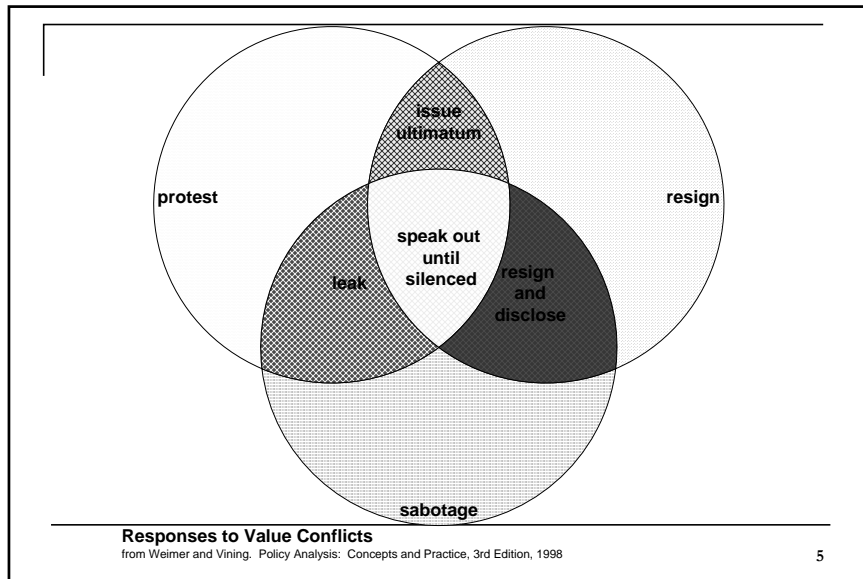 issue
ultimatum
protest
resign
speak out
until
silenced
leak
resign
and
disclose
sabotage
Responses to Value Conflicts
from Weimer and Vining. Policy Analysis: Concepts and Practice, 3rd Edition, 1998
5